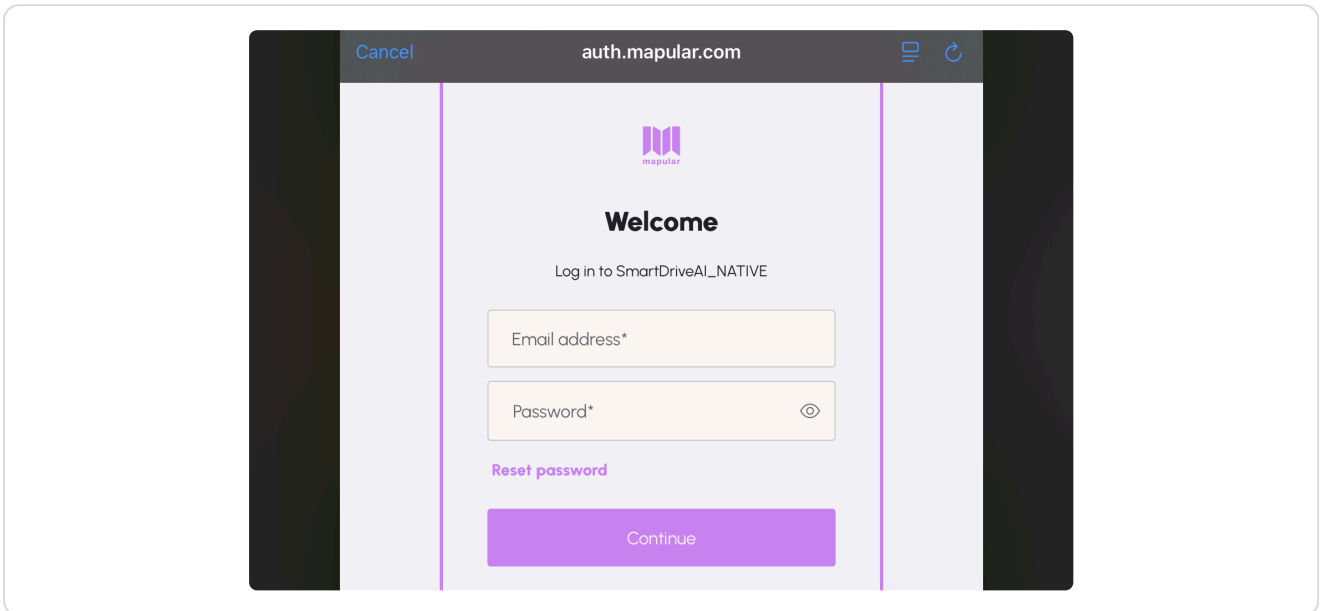 Cancel
auth.mapular.com
mapular
Welcome
Log in to SmartDriveAI_NATIVE
Email address*
Password*
Reset password
Continue